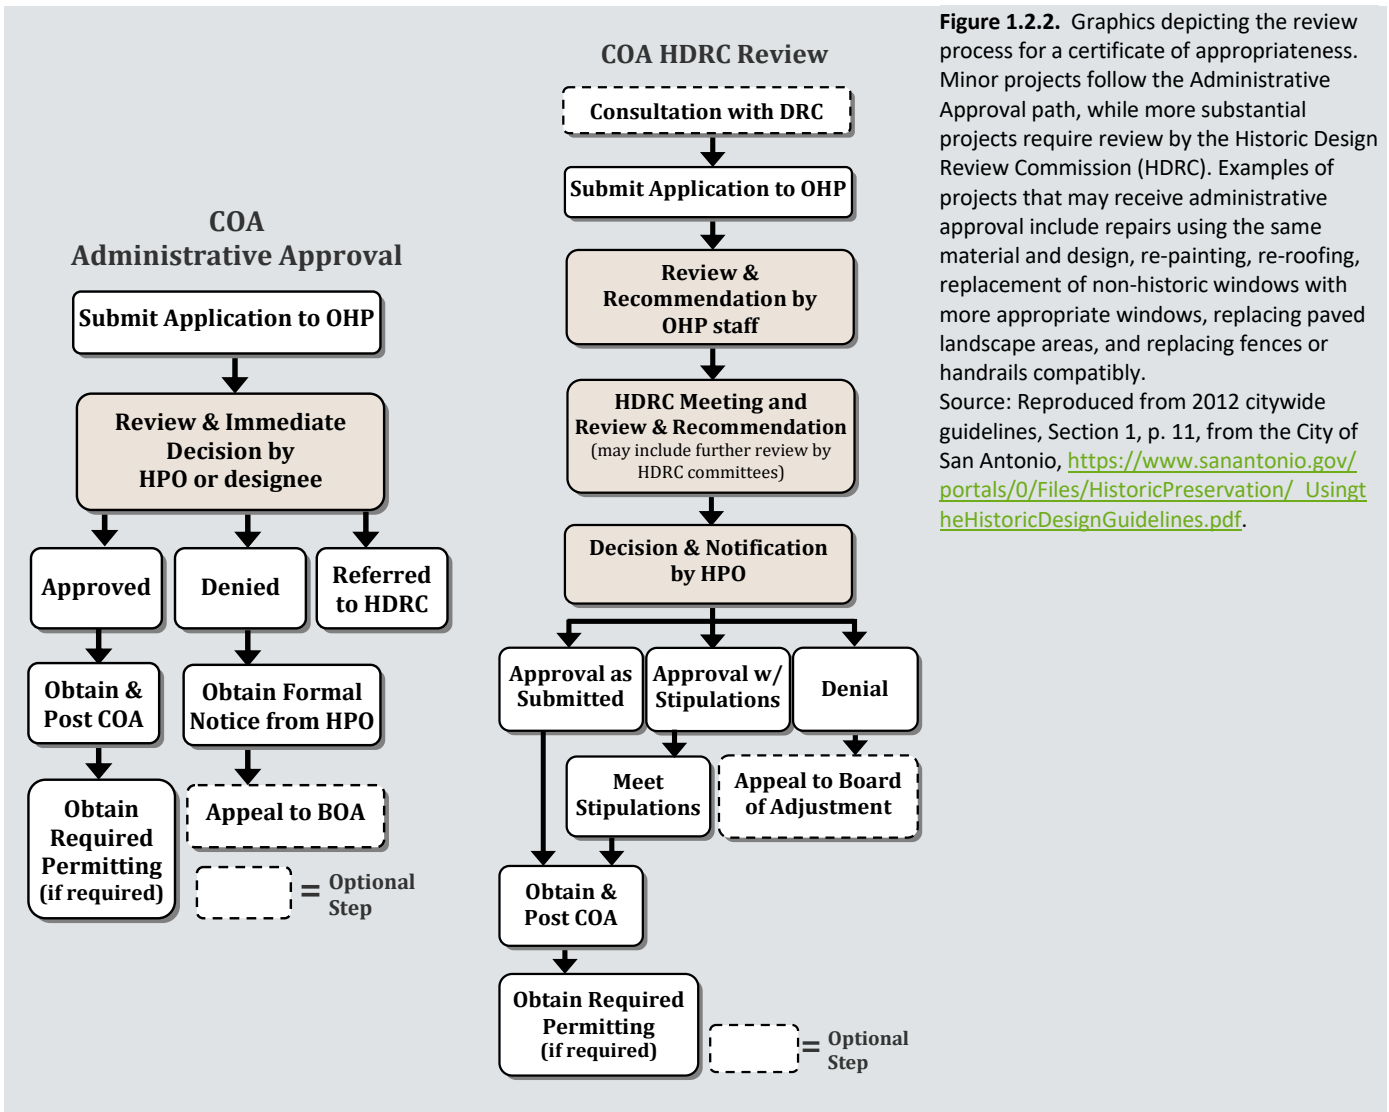 COA
Administrative Approval
Submit Application to OHP
Review & Immediate
Decision by
HPO or designee
Approved
Denied
Referred
to HDRC
Obtain &
Post COA
Obtain Formal
Notice from HPO
Obtain
Required
Permitting
(if required)
Appeal to BOA
= Optional
Step
COA HDRC Review
Consultation with DRC
Submit Application to OHP
Review &
Recommendation by
OHP staff
HDRC Meeting and
Review & Recommendation
(may include further review by
HDRC committees)
Decision & Notification
by HPO
Approval as
Submitted
Approval w/
Stipulations
Denial
Meet
Stipulations
Appeal to Board
of Adjustment
Obtain &
Post COA
Obtain Required
Permitting
(if required)
= Optional
Step
Figure 1.2.2. Graphics depicting the review
process for a certificate of appropriateness.
Minor projects follow the Administrative
Approval path, while more substantial
projects require review by the Historic Design
Review Commission (HDRC). Examples of
projects that may receive administrative
approval include repairs using the same
material and design, re-painting, re-roofing,
replacement of non-historic windows with
more appropriate windows, replacing paved
landscape areas, and replacing fences or
handrails compatibly.
Source: Reproduced from 2012 citywide
guidelines, Section 1, p. 11, from the City of
San Antonio, https://www.sanantonio.gov/
portals/0/Files/HistoricPreservation/_Usingt
heHistoricDesignGuidelines.pdf.